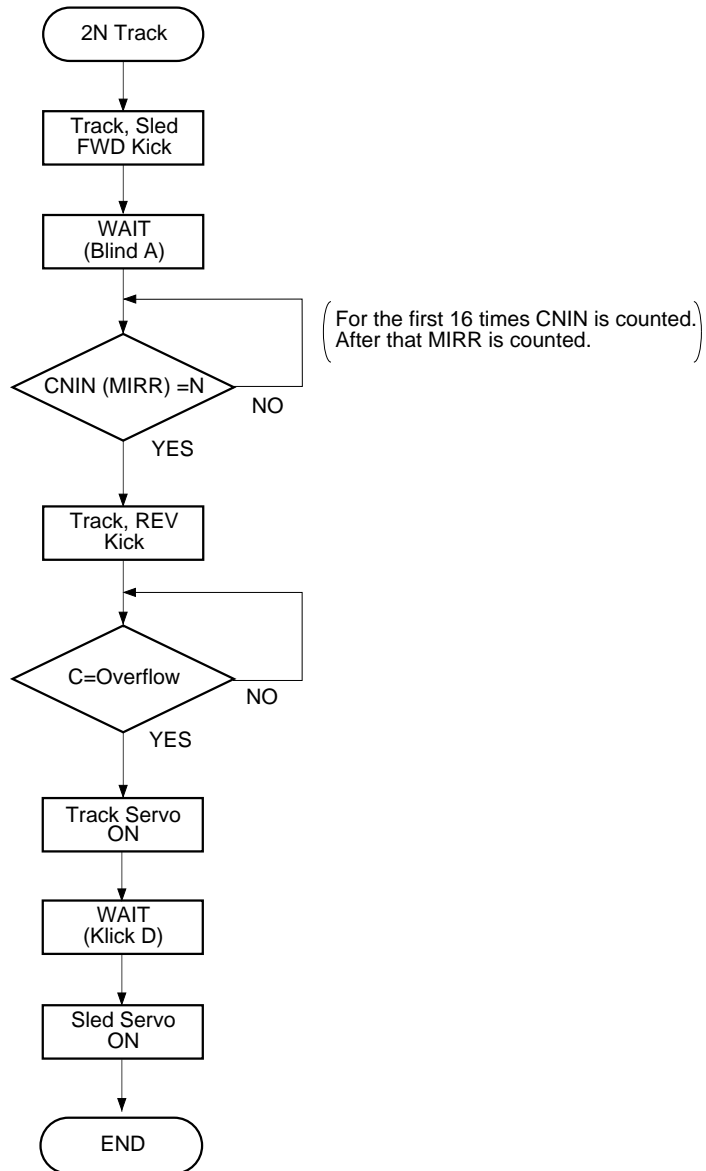 2N Track
Track, Sled
FWD Kick
WAIT
(Blind A)
For the first 16 times CNIN is counted.
After that MIRR is counted.
CNIN (MIRR) =N
NO
YES
Track, REV
Kick
C=Overflow
NO
YES
Track Servo
ON
WAIT
(Klick D)
Sled Servo
ON
END